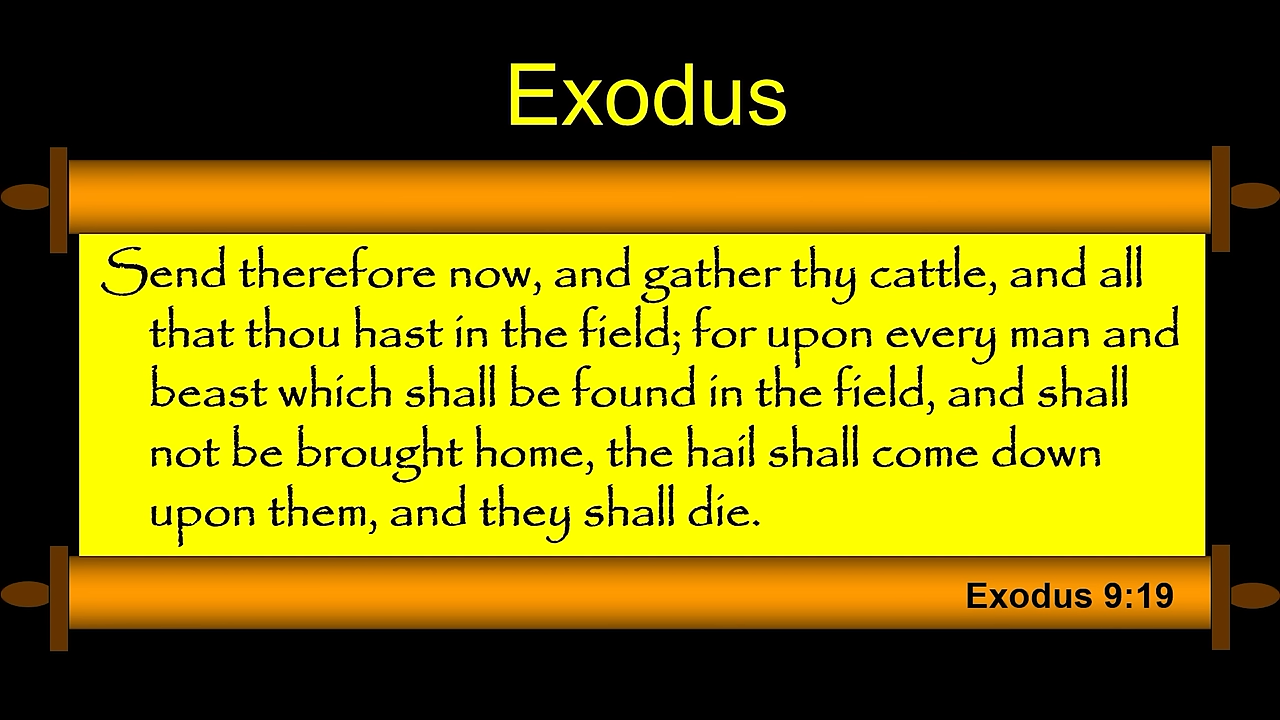 Exodus
Send therefore now, and gather thy cattle, and all
that thou hast in the field; for upon every man and
beast which shall be found in the field, and shall
not be brought home, the hail shall come down
upon them, and they shall die.
Exodus 9:19